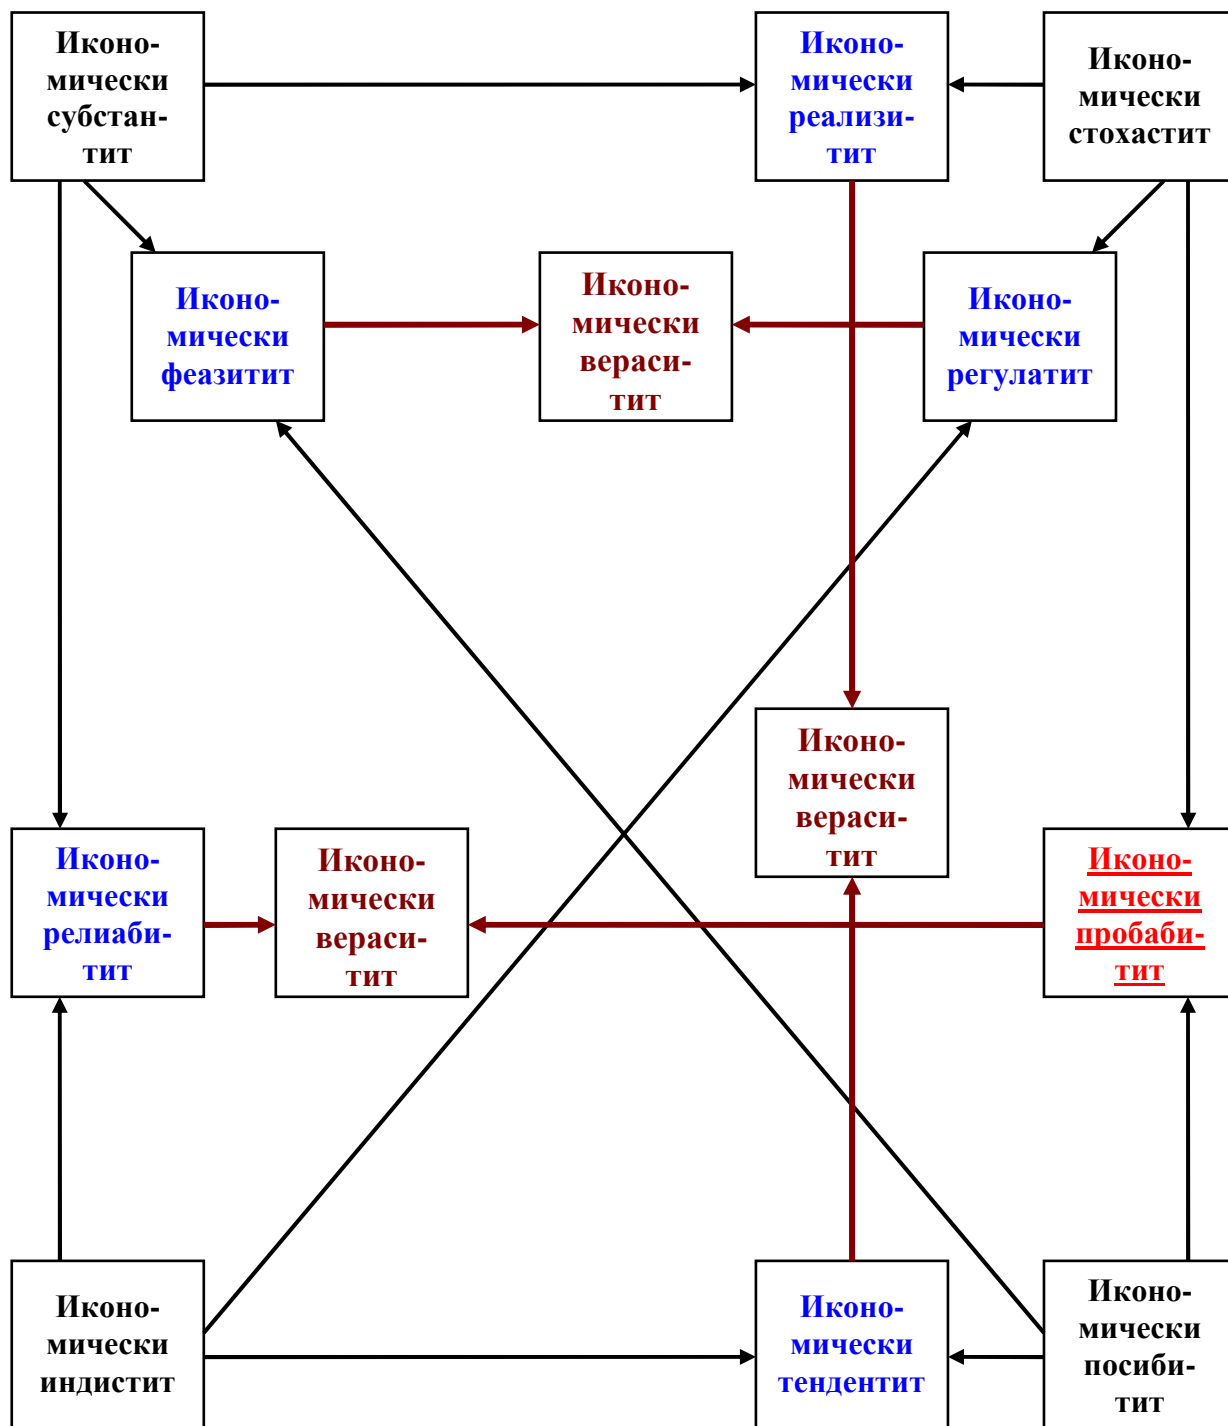 Иконо-
мически
субстан-
тит
Иконо-
мически
реализи-
тит
Иконо-
мически
стохастит
Иконо-
мически
феазитит
Иконо-
мически
вераси-
тит
Иконо-
мически
регулатит
Иконо-
мически
вераси-
тит
Иконо-
мически
релиаби-
тит
Иконо-
мически
вераси-
тит
Иконо-
мически
пробаби-
тит
Иконо-
мически
индистит
Иконо-
мически
тендентит
Иконо-
мически
посиби-
тит